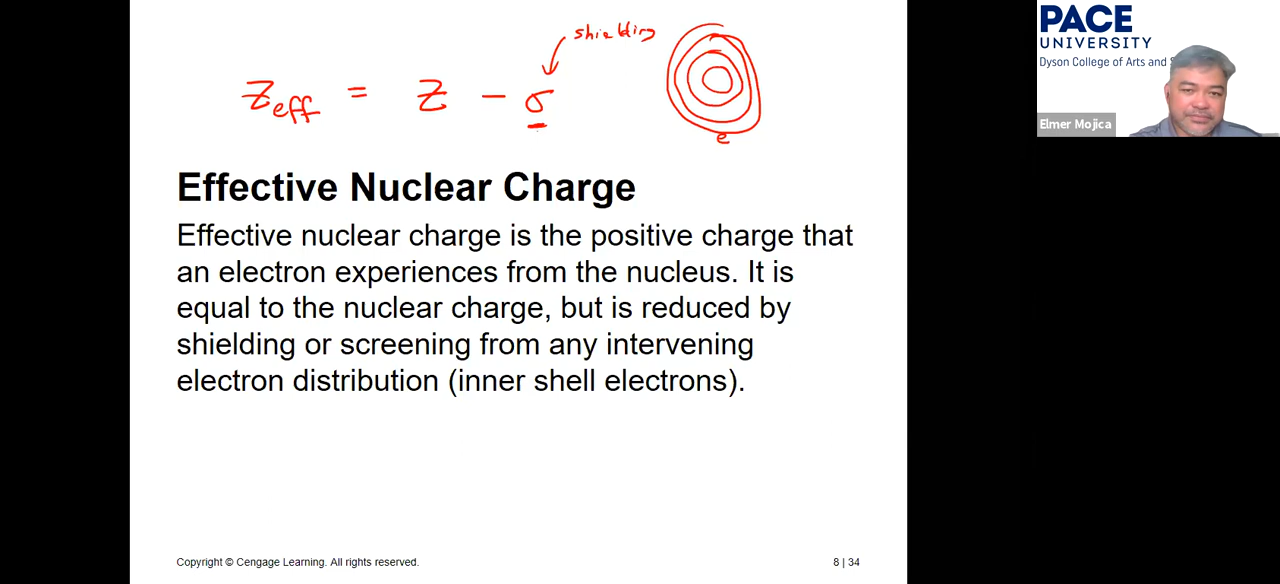 shielding
Zeff = Z - σ
e
Effective Nuclear Charge
Effective nuclear charge is the positive charge that
an electron experiences from the nucleus. It is
equal to the nuclear charge, but is reduced by
shielding or screening from any intervening
electron distribution (inner shell electrons).
Copyright © Cengage Learning. All rights reserved.
8 | 34
PACE
UNIVERSITY
Dyson College of Arts and S
Elmer Mojica